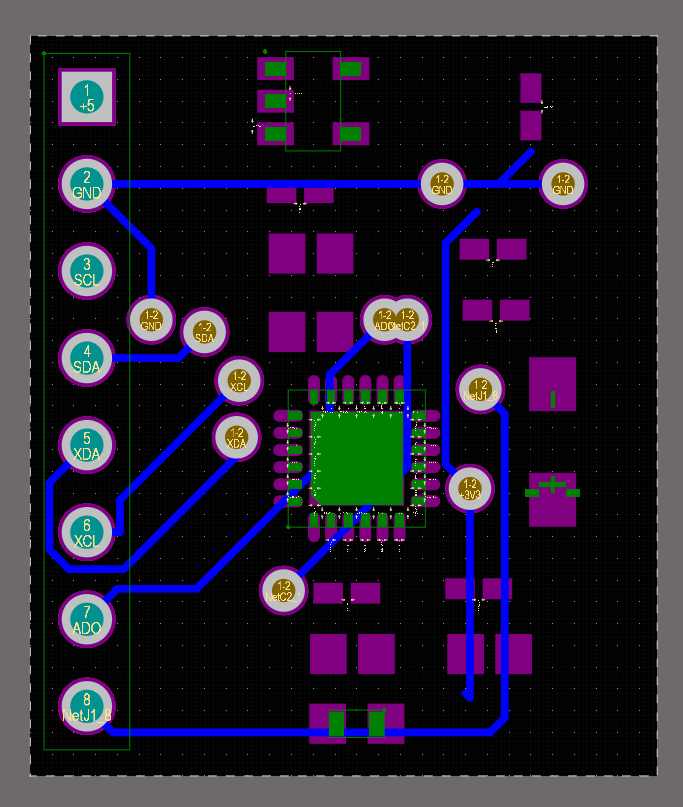 1
+5
2
GND
1-2
GND
1-2
GND
3
SCL
1-2
GND
1-2
SDA
1-2
ADO
1-2
4
SDA
1-2
XCL
1 2
NetJ1_8
5
XDA
1-2
XDA
1-2
+3V3
6
XCL
1-2
NetC2_
7
ADO
8
NetJ1_8